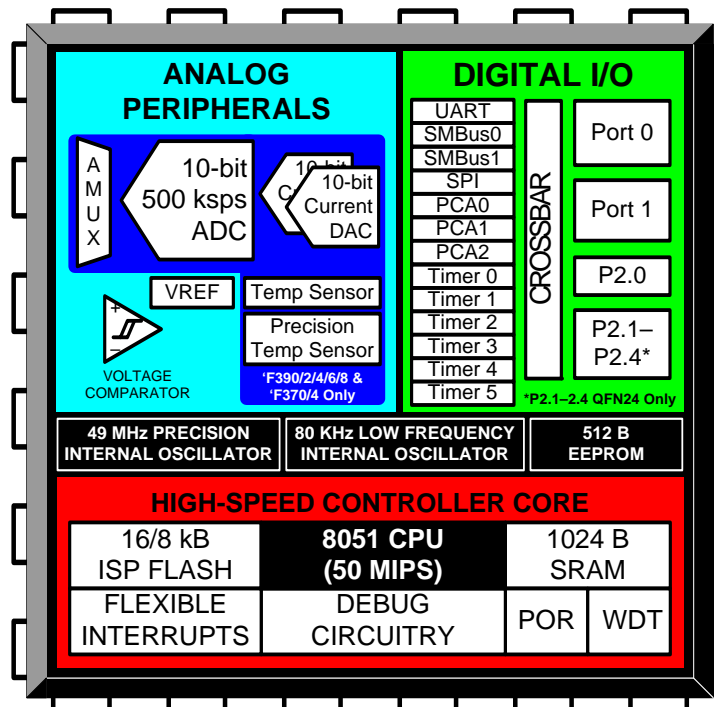 ANALOG
PERIPHERALS
A
M
U
X
10-bit
500 ksps
ADC
10-bit
10-bit
Current
DAC
VREF
Temp Sensor
Precision
Temp Sensor
+
–
VOLTAGE
COMPARATOR
'F390/2/4/6/8 &
'F370/4 Only
DIGITAL I/O
UART
SMBus0
SMBus1
SPI
PCA0
PCA1
PCA2
Timer 0
Timer 1
Timer 2
Timer 3
Timer 4
Timer 5
CROSSBAR
Port 0
Port 1
P2.0
P2.1–
P2.4*
*P2.1–2.4 QFN24 Only
49 MHz PRECISION
INTERNAL OSCILLATOR
80 KHz LOW FREQUENCY
INTERNAL OSCILLATOR
512 B
EEPROM
HIGH-SPEED CONTROLLER CORE
16/8 kB
ISP FLASH
8051 CPU
(50 MIPS)
1024 B
SRAM
FLEXIBLE
INTERRUPTS
DEBUG
CIRCUITRY
POR
WDT